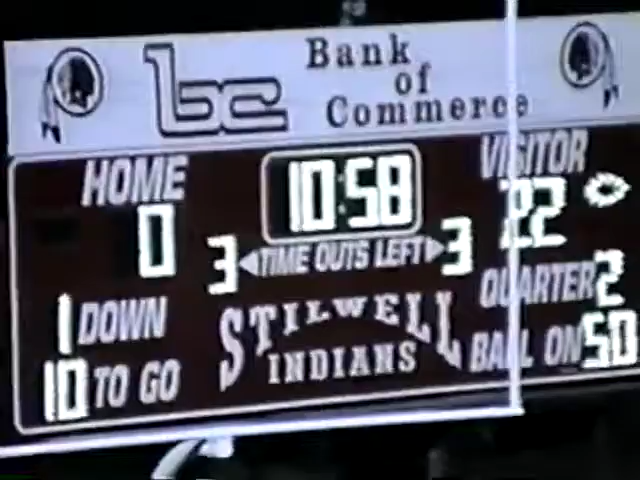 bc Bank
of
Commerce
HOME 10:58 VISITOR
0 22
3 TIME OUTS LEFT 3
1 DOWN STILWELL QUARTER 2
10 TO GO INDIANS BALL ON 50